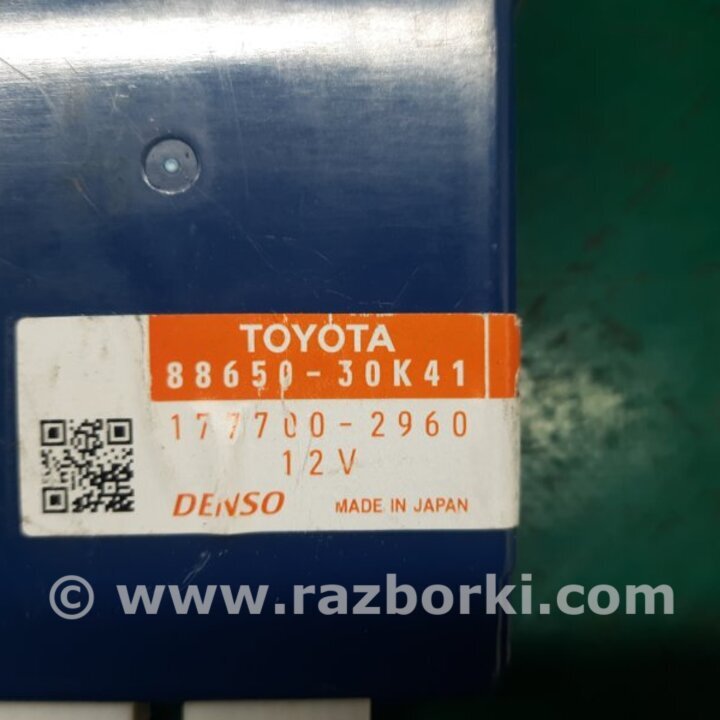 TOYOTA
88650-30K41
177700-2960
12V
DENSO MADE IN JAPAN
© www.razborki.com